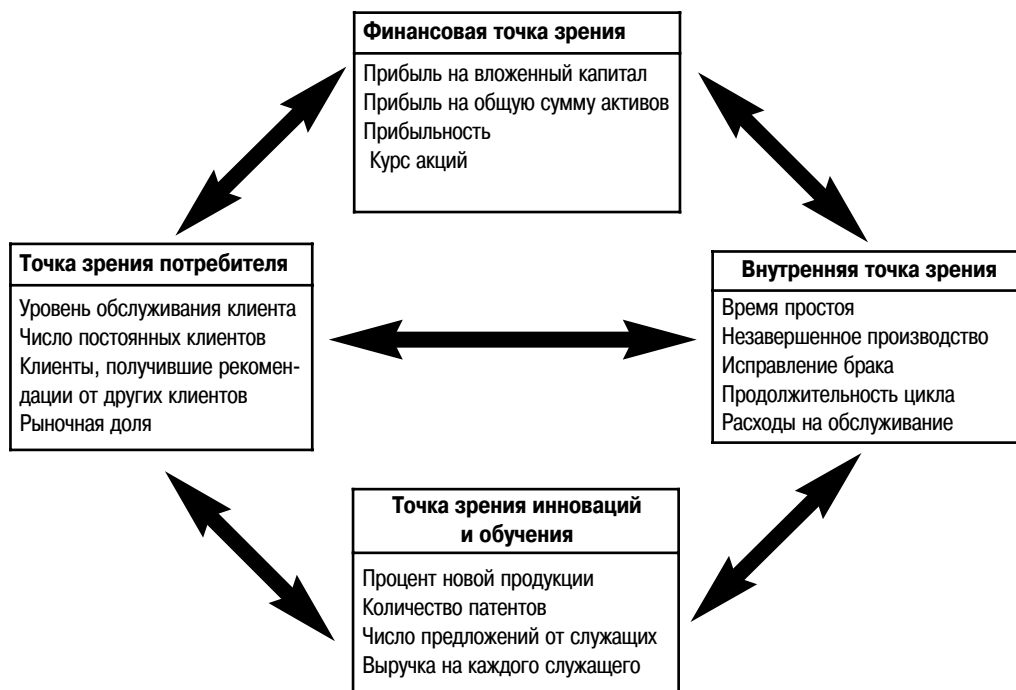 Финансовая точка зрения
Прибыль на вложенный капитал
Прибыль на общую сумму активов
Прибыльность
Курс акций
Точка зрения потребителя
Уровень обслуживания клиента
Число постоянных клиентов
Клиенты, получившие рекомен-
дации от других клиентов
Рыночная доля
Внутренняя точка зрения
Время простоя
Незавершенное производство
Исправление брака
Продолжительность цикла
Расходы на обслуживание
Точка зрения инноваций
и обучения
Процент новой продукции
Количество патентов
Число предложений от служащих
Выручка на каждого служащего